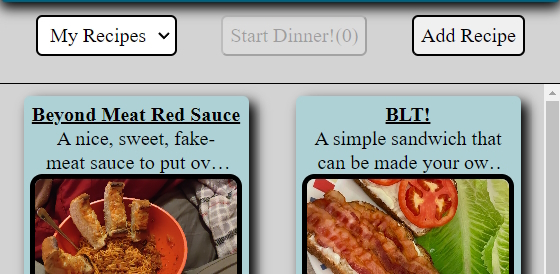 My Recipes
Start Dinner!(0)
Add Recipe
Beyond Meat Red Sauce
A nice, sweet, fake-
meat sauce to put ov…
BLT!
A simple sandwich that
can be made your ow..